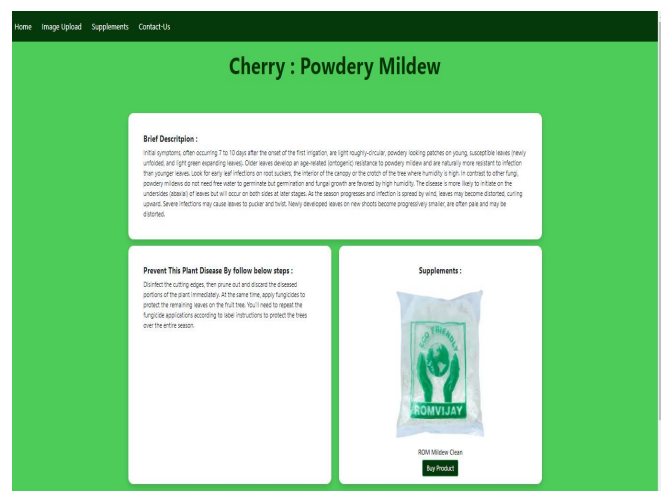 Home Image Upload Supplements Contact-Us
Cherry : Powdery Mildew
Brief Descritpion :
Initial symptoms, often occurring 7 to 10 days after the onset of the first irrigation, are light roughly-circular, powdery looking patches on young, susceptible leaves (newly
unfolded, and light green expanding leaves). Older leaves develop an age-related (ontogenic) resistance to powdery mildew and are naturally more resistant to infection
than younger leaves. Look for early leaf infections on root suckers, the interior of the canopy or the crotch of the tree where humidity is high. In contrast to other fungi,
powdery mildews do not need free water to germinate but germination and fungal growth are favored by high humidity. The disease is more likely to initiate on the
undersides (abaxial) of leaves but will occur on both sides at later stages. As the season progresses and infection is spread by wind, leaves may become distorted, curling
upward. Severe infections may cause leaves to pucker and twist. Newly developed leaves on new shoots become progressively smaller, are often pale and may be
distorted.
Prevent This Plant Disease By follow below steps :
Disinfect the cutting edges, then prune out and discard the diseased
portions of the plant immediately. At the same time, apply fungicides to
protect the remaining leaves on the fruit tree. You'll need to repeat the
fungicide applications according to label instructions to protect the trees
over the entire season.
Supplements :
ECO FRIENDLY
ROMVIJAY
ROM Mildew Clean
Buy Product